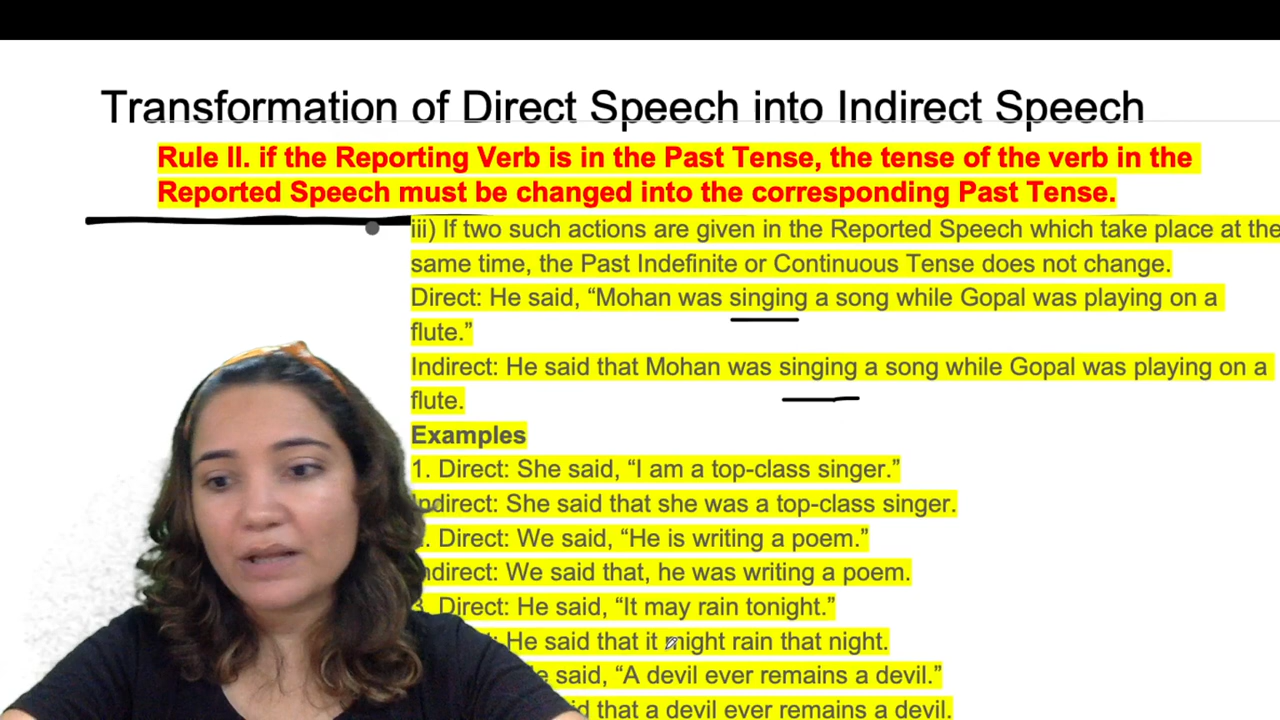 Transformation of Direct Speech into Indirect Speech
Rule II. if the Reporting Verb is in the Past Tense, the tense of the verb in the
Reported Speech must be changed into the corresponding Past Tense.
iii) If two such actions are given in the Reported Speech which take place at the
same time, the Past Indefinite or Continuous Tense does not change.
Direct: He said, “Mohan was singing a song while Gopal was playing on a
flute.”
Indirect: He said that Mohan was singing a song while Gopal was playing on a
flute.
Examples
1. Direct: She said, “I am a top-class singer.”
Indirect: She said that she was a top-class singer.
. Direct: We said, “He is writing a poem.”
ndirect: We said that, he was writing a poem.
3. Direct: He said, “It may rain tonight.”
: He said that it might rain that night.
e said, “A devil ever remains a devil.”
d that a devil ever remains a devil.